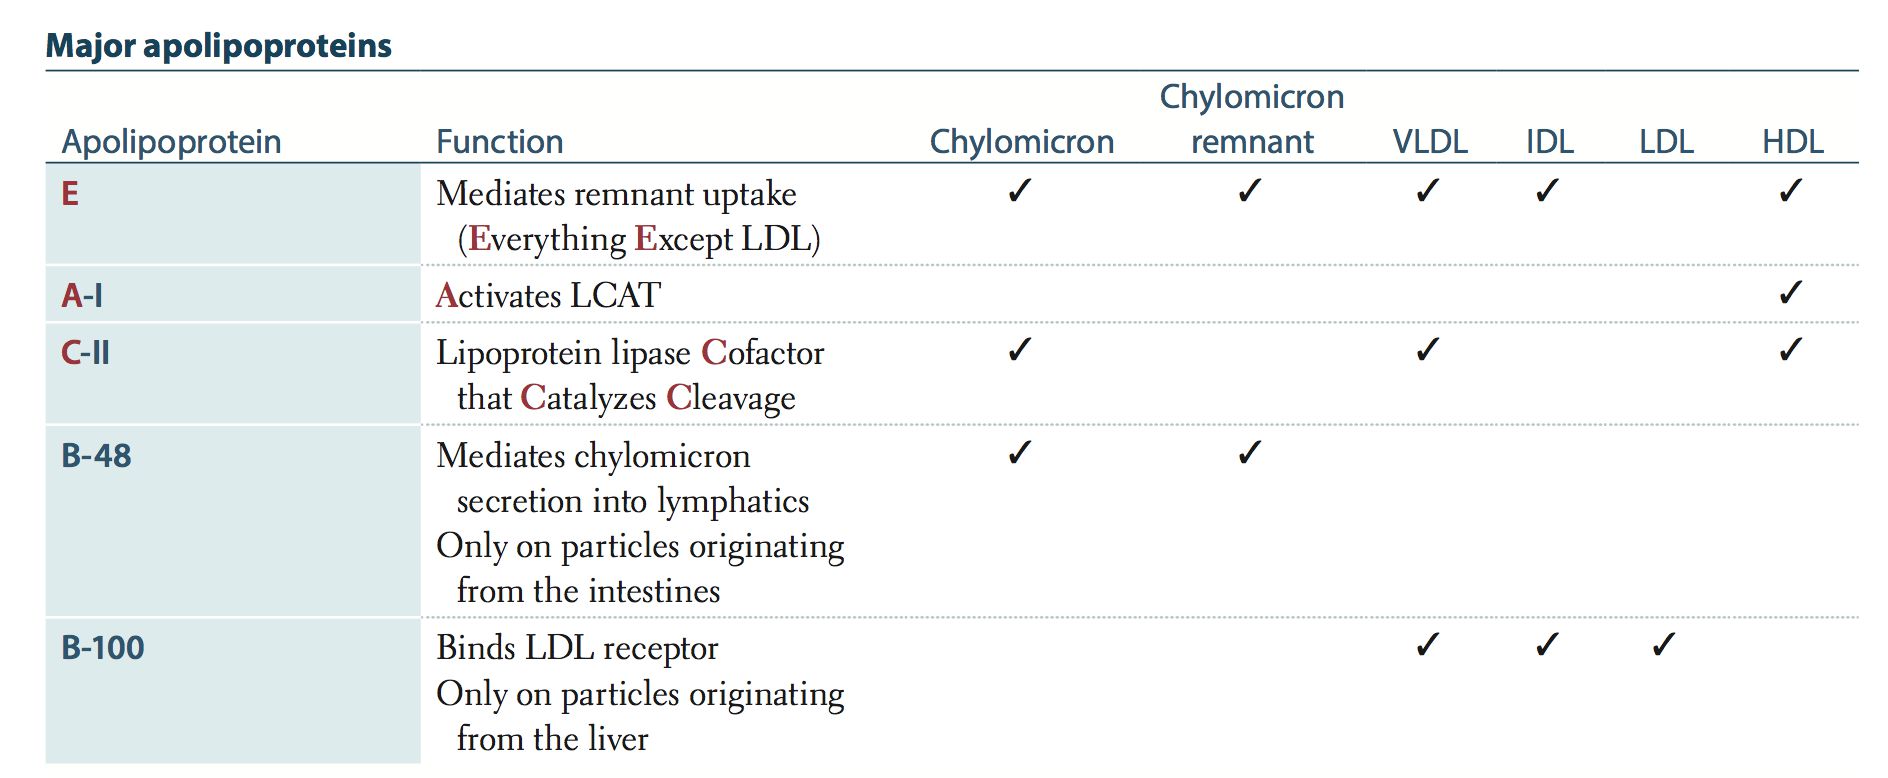 Major apolipoproteins
Chylomicron
Apolipoprotein Function Chylomicron remnant VLDL IDL LDL HDL
E Mediates remnant uptake ✓ ✓ ✓ ✓ ✓
(Everything Except LDL)
A-I Activates LCAT ✓
C-II Lipoprotein lipase Cofactor ✓ ✓ ✓
that Catalyzes Cleavage
B-48 Mediates chylomicron ✓ ✓
secretion into lymphatics
Only on particles originating
from the intestines
B-100 Binds LDL receptor ✓ ✓ ✓
Only on particles originating
from the liver